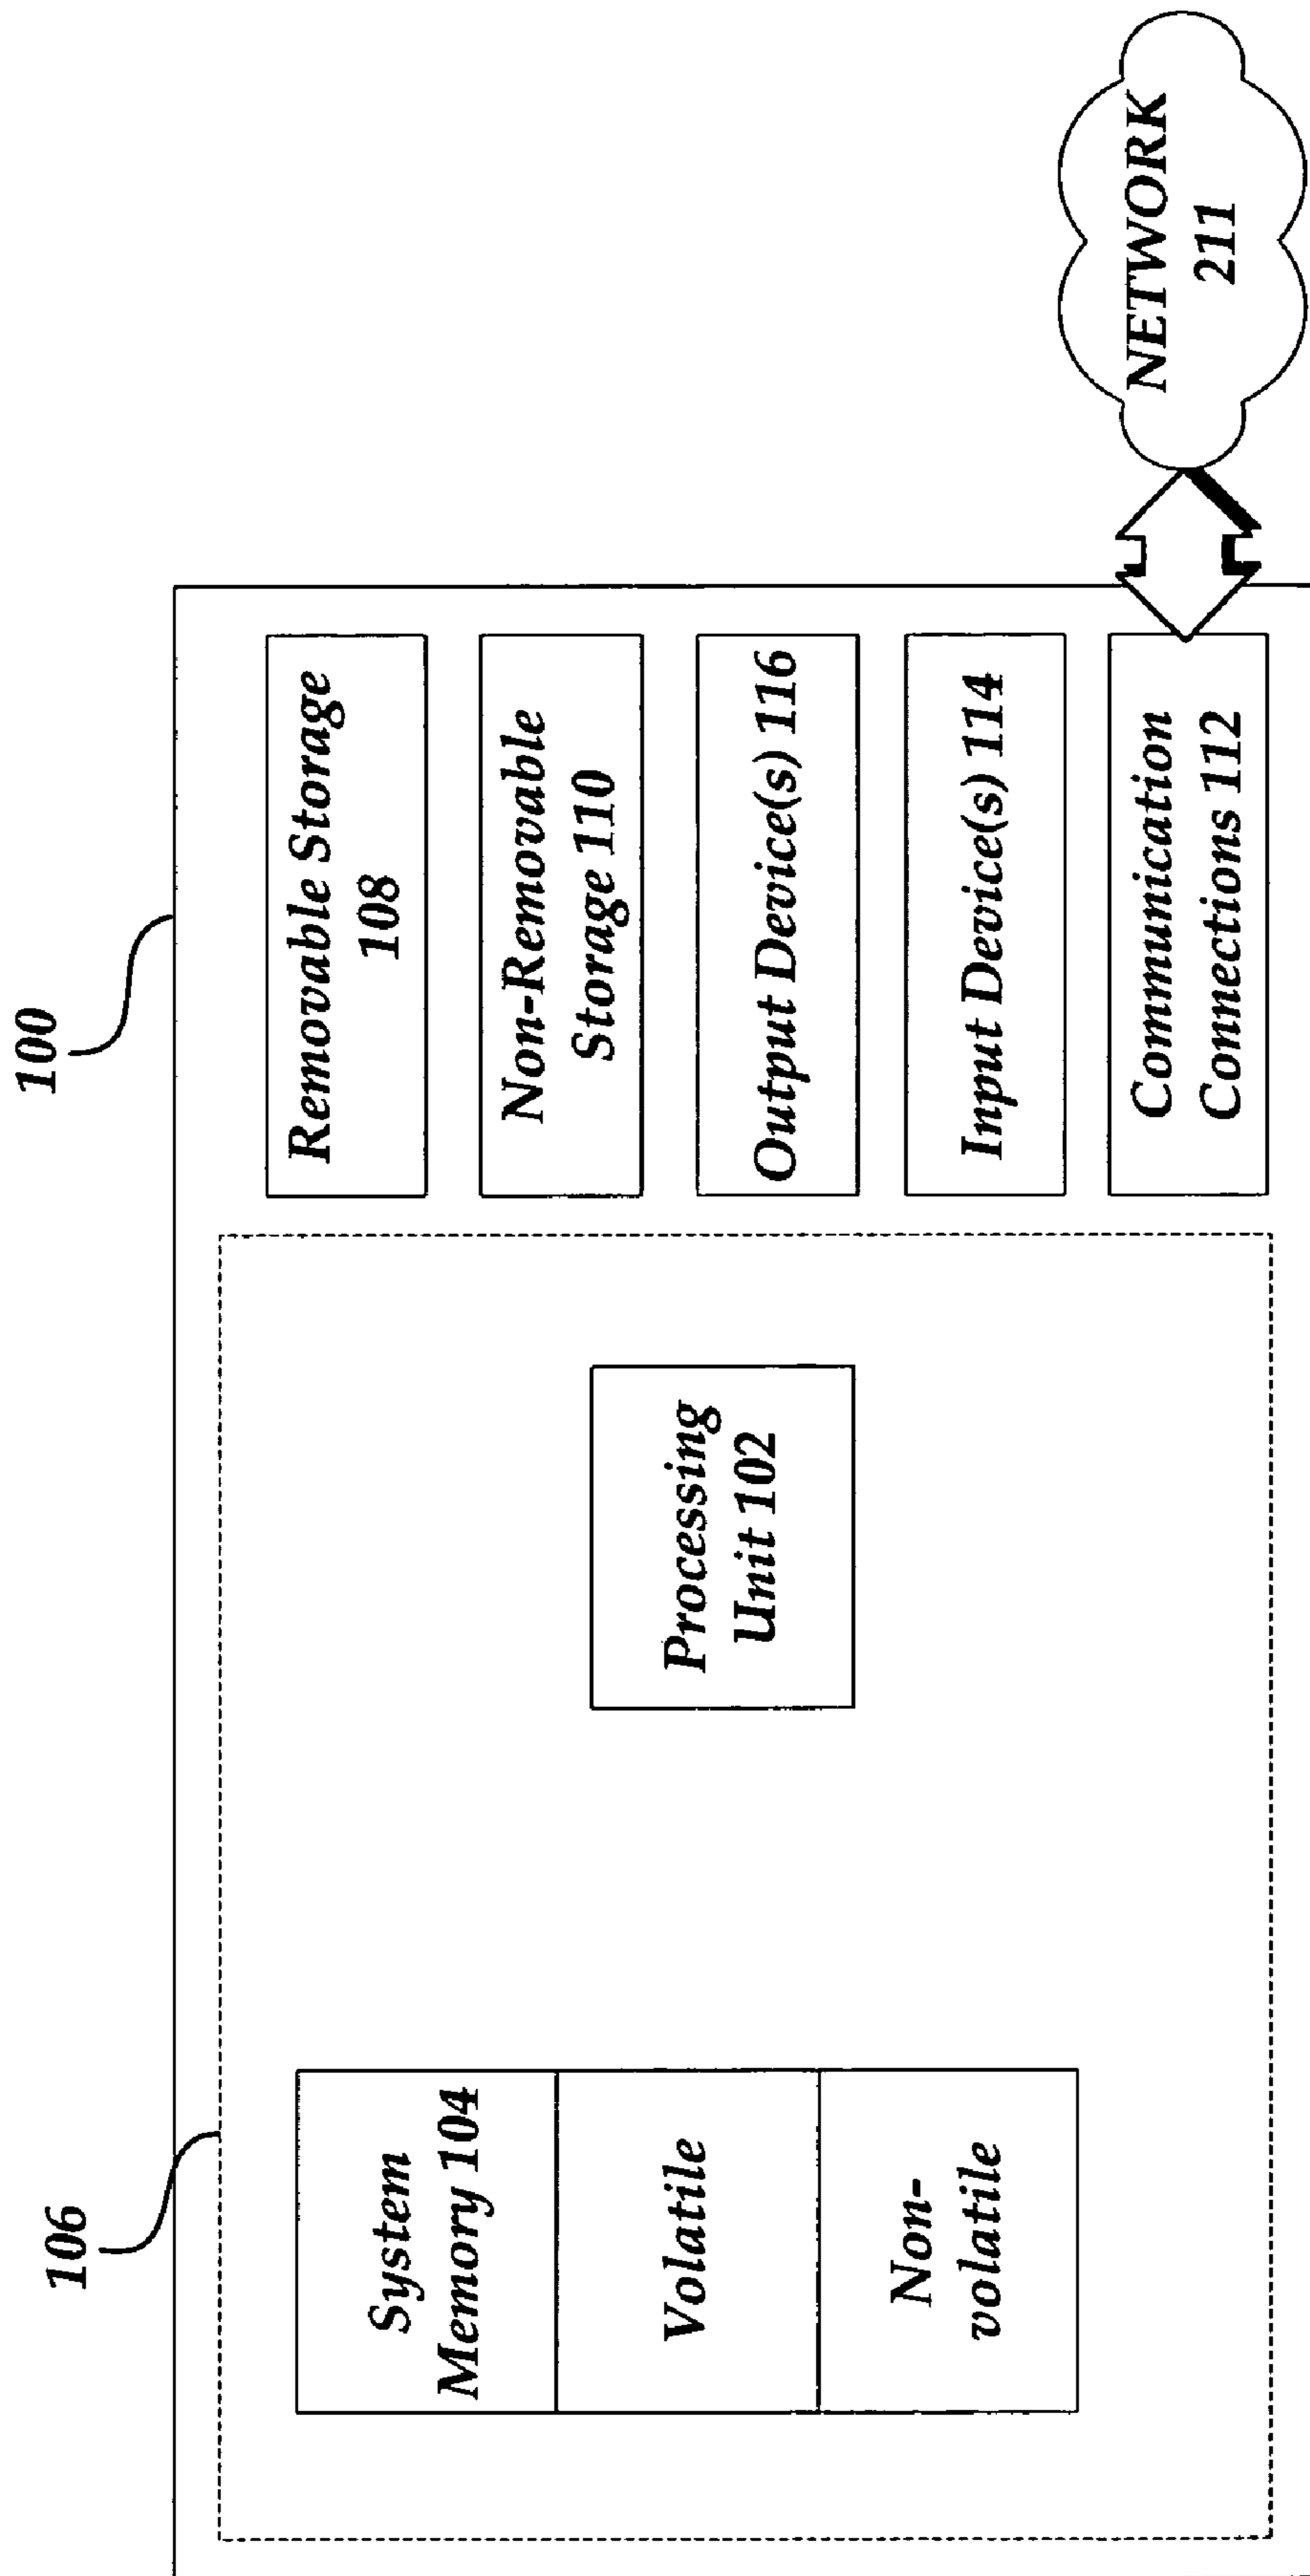 100
106
System
Memory 104
Volatile
Non-
volatile
Processing
Unit 102
Removable Storage
108
Non-Removable
Storage 110
Output Device(s) 116
Input Device(s) 114
Communication
Connections 112
NETWORK
211